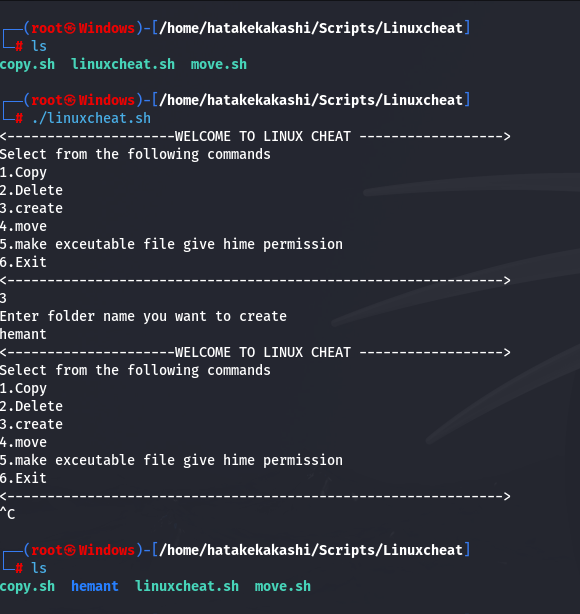 ┌──(root㉿Windows)-[/home/hatakekakashi/Scripts/Linuxcheat]
└─# ls
copy.sh  linuxcheat.sh  move.sh
┌──(root㉿Windows)-[/home/hatakekakashi/Scripts/Linuxcheat]
└─# ./linuxcheat.sh
<---------------------WELCOME TO LINUX CHEAT ------------------>
Select from the following commands
1.Copy
2.Delete
3.create
4.move
5.make exceutable file give hime permission
6.Exit
<-------------------------------------------------------------->
3
Enter folder name you want to create
hemant
<---------------------WELCOME TO LINUX CHEAT ------------------>
Select from the following commands
1.Copy
2.Delete
3.create
4.move
5.make exceutable file give hime permission
6.Exit
<-------------------------------------------------------------->
^C
┌──(root㉿Windows)-[/home/hatakekakashi/Scripts/Linuxcheat]
└─# ls
copy.sh  hemant  linuxcheat.sh  move.sh